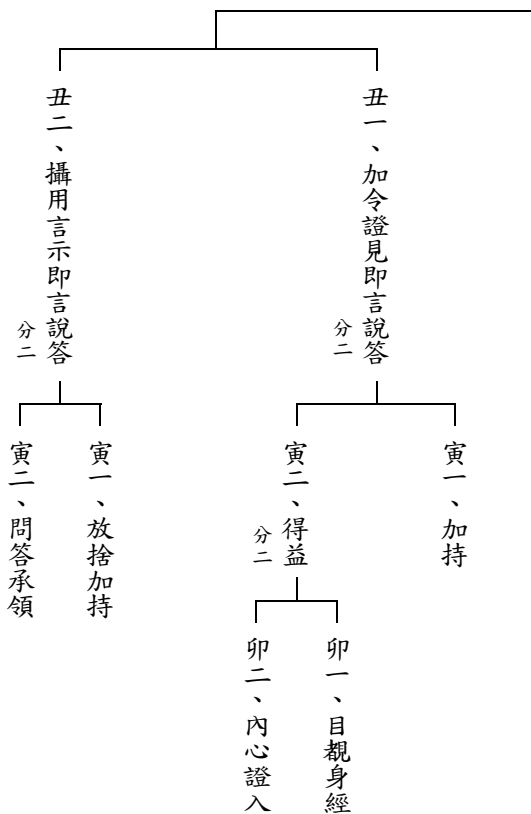 丑一、加令證見即言說答
分二
寅一、加持
寅二、得益
分二
卯一、目覩身經
卯二、內心證入
丑二、攝用言示即言說答
分二
寅一、放捨加持
寅二、問答承領